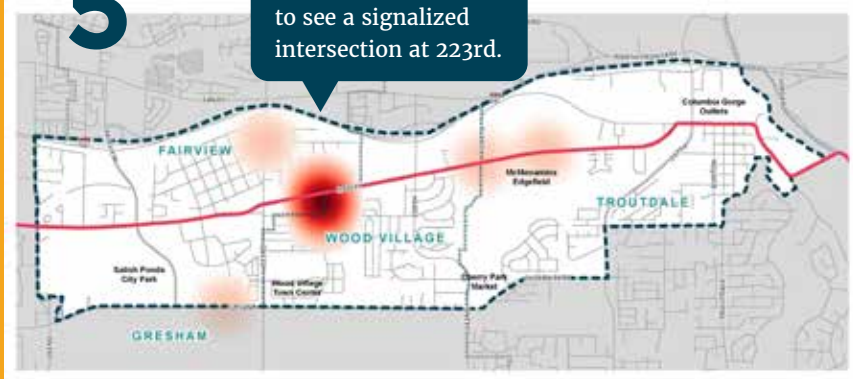 5
to see a signalized
intersection at 223rd.
Columbia Gorge
Outlets
FAIRVIEW
McMenamins
Edgefield
TROUTDALE
WOOD VILLAGE
Salish Ponds
City Park
Wood Village
Town Center
Cherry Park
Market
GRESHAM